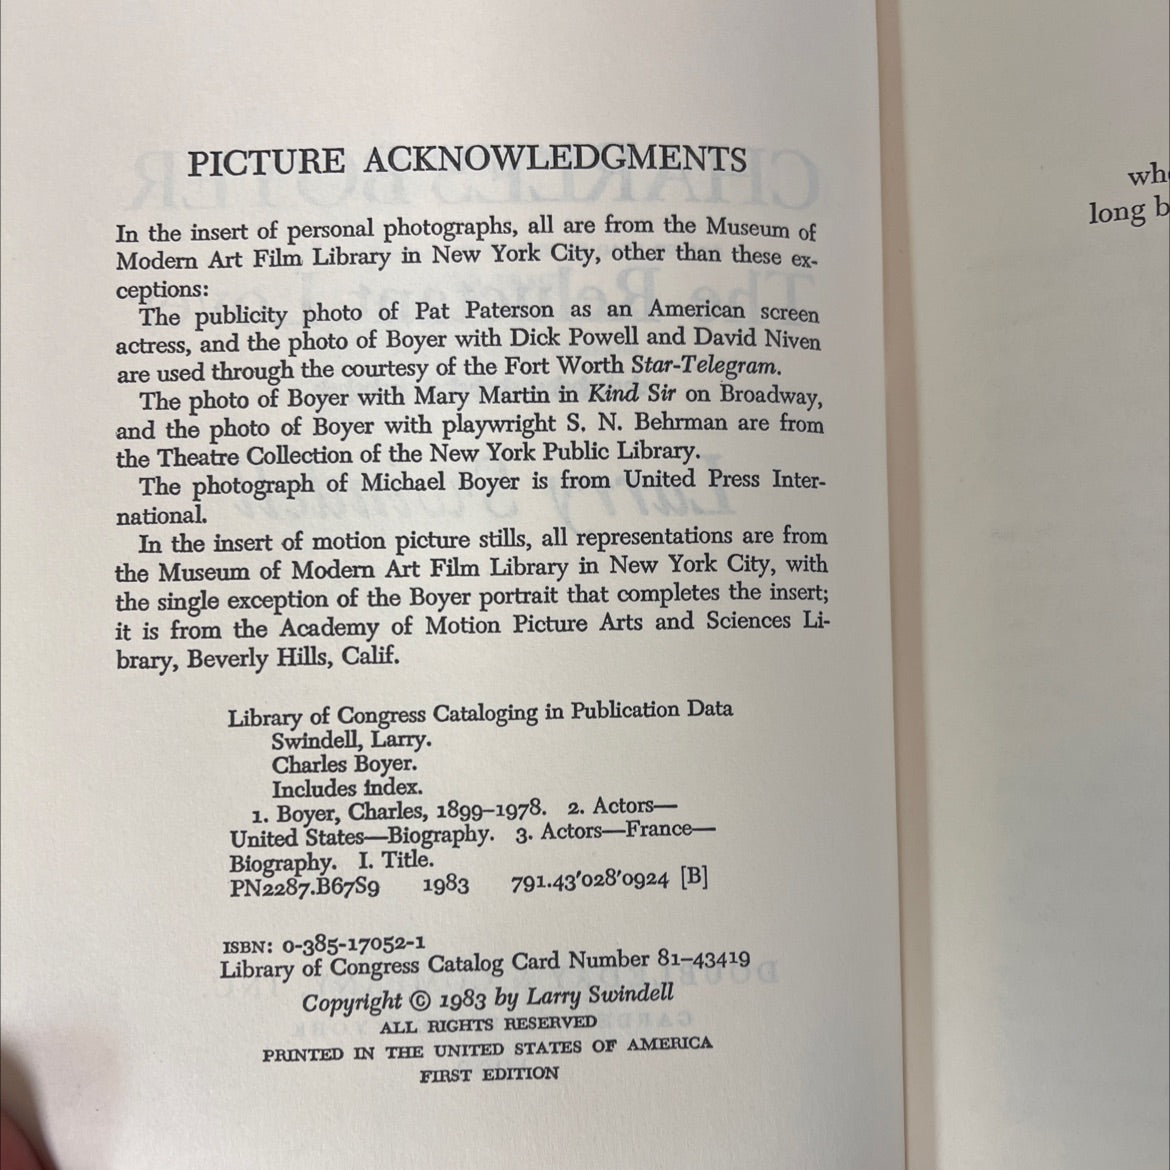 PICTURE ACKNOWLEDGMENTS
In the insert of personal photographs, all are from the Museum of
Modern Art Film Library in New York City, other than these ex-
ceptions:
The publicity photo of Pat Paterson as an American screen
actress, and the photo of Boyer with Dick Powell and David Niven
are used through the courtesy of the Fort Worth Star-Telegram.
The photo of Boyer with Mary Martin in Kind Sir on Broadway,
and the photo of Boyer with playwright S. N. Behrman are from
the Theatre Collection of the New York Public Library.
The photograph of Michael Boyer is from United Press Inter-
national.
In the insert of motion picture stills, all representations are from
the Museum of Modern Art Film Library in New York City, with
the single exception of the Boyer portrait that completes the insert;
it is from the Academy of Motion Picture Arts and Sciences Li-
brary, Beverly Hills, Calif.
Library of Congress Cataloging in Publication Data
Swindell, Larry.
Charles Boyer.
Includes index.
1. Boyer, Charles, 1899–1978. 2. Actors—
United States—Biography. 3. Actors—France—
Biography. I. Title.
PN2287.B67S9 1983 791.43′028′0924 [B]
ISBN: 0-385-17052-1
Library of Congress Catalog Card Number 81–43419
Copyright © 1983 by Larry Swindell
ALL RIGHTS RESERVED
PRINTED IN THE UNITED STATES OF AMERICA
FIRST EDITION
long b